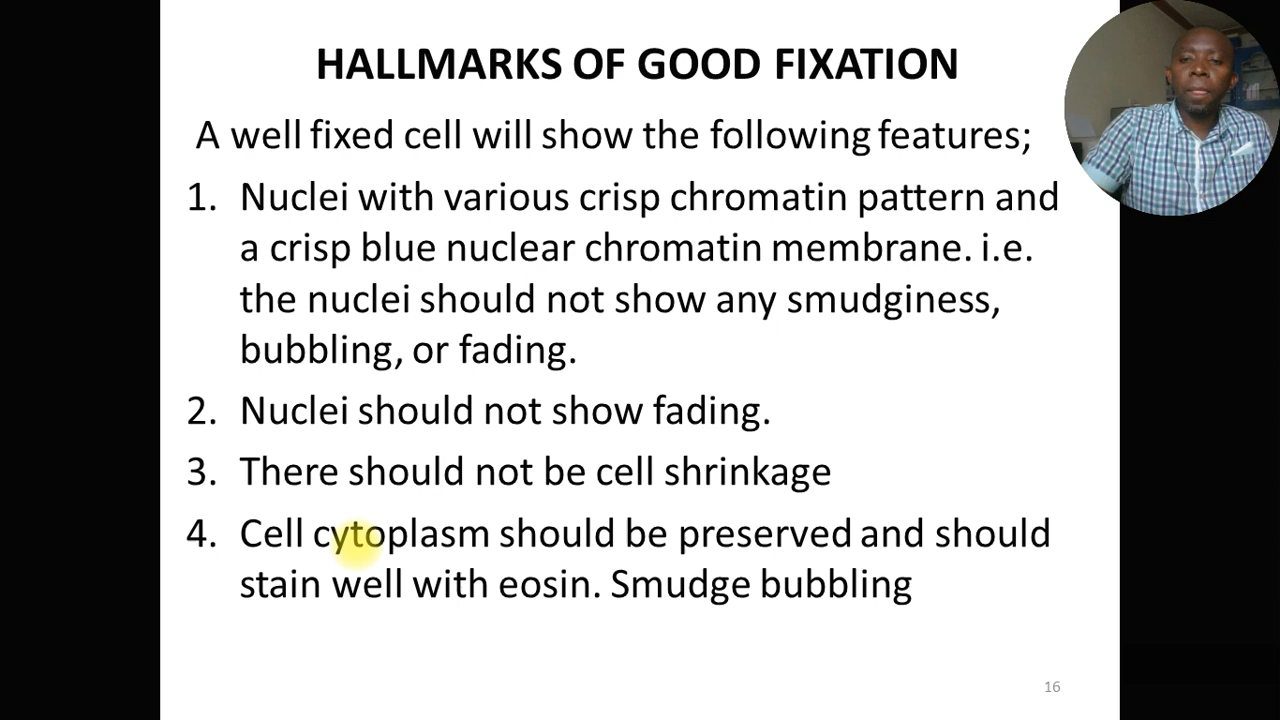 HALLMARKS OF GOOD FIXATION
A well fixed cell will show the following features;
1. Nuclei with various crisp chromatin pattern and
a crisp blue nuclear chromatin membrane. i.e.
the nuclei should not show any smudginess,
bubbling, or fading.
2. Nuclei should not show fading.
3. There should not be cell shrinkage
4. Cell cytoplasm should be preserved and should
stain well with eosin. Smudge bubbling
16